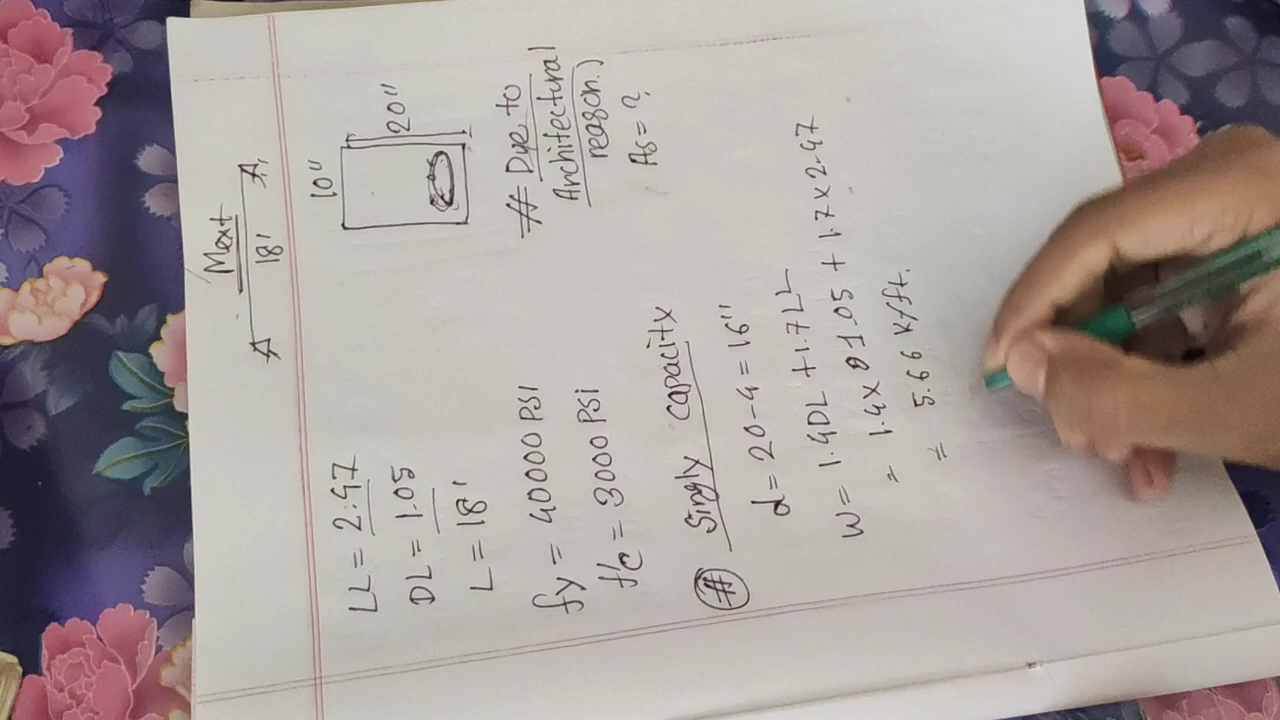 Mext
18'
10"
20"
LL = 2.47
DL = 1.05
L = 18'
fy = 40000 PSI
f'c = 3000 PSI
# Due to
Architectural
reason.)
As = ?
# Singly capacity
d = 20-4 = 16"
W = 1.4DL + 1.7LL
= 1.4 x 1.05 + 1.7 x 2.47
= 5.66 K/ft.